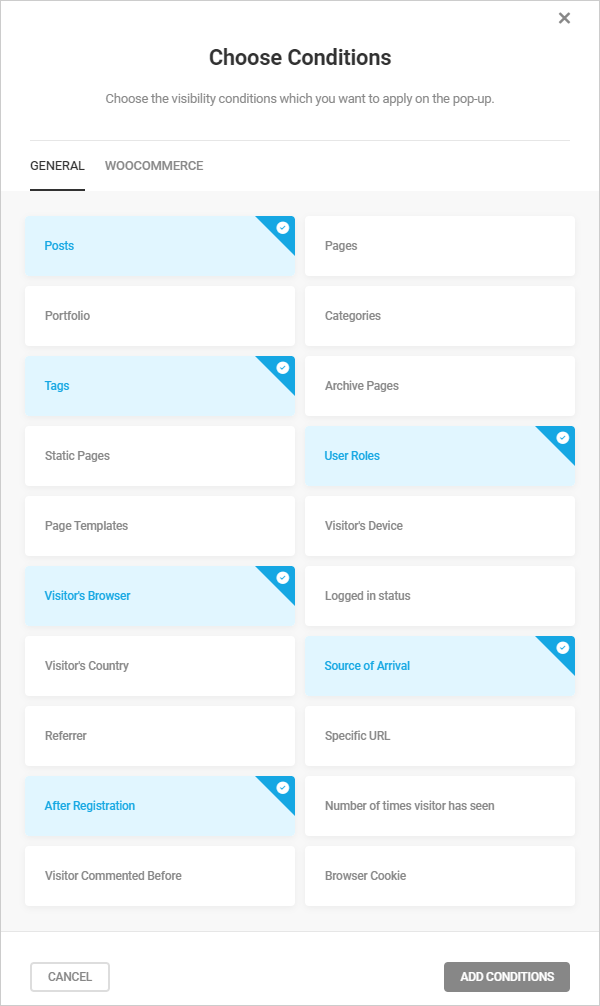 Choose Conditions
Choose the visibility conditions which you want to apply on the pop-up.
GENERAL WOOCOMMERCE
Posts Pages
Portfolio Categories
Tags Archive Pages
Static Pages User Roles
Page Templates Visitor's Device
Visitor's Browser Logged in status
Visitor's Country Source of Arrival
Referrer Specific URL
After Registration Number of times visitor has seen
Visitor Commented Before Browser Cookie
CANCEL ADD CONDITIONS